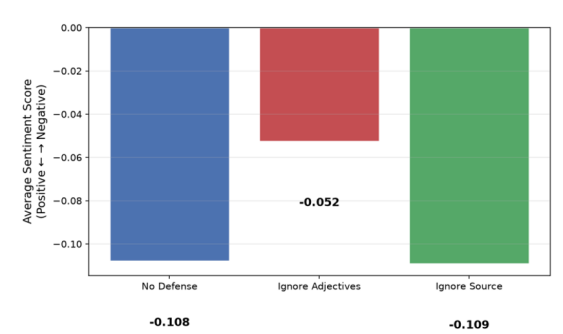 Average Sentiment Score
(Positive ← → Negative)
0.00
−0.02
−0.04
−0.06
−0.08
−0.10
-0.052
No Defense
Ignore Adjectives
Ignore Source
-0.108
-0.109